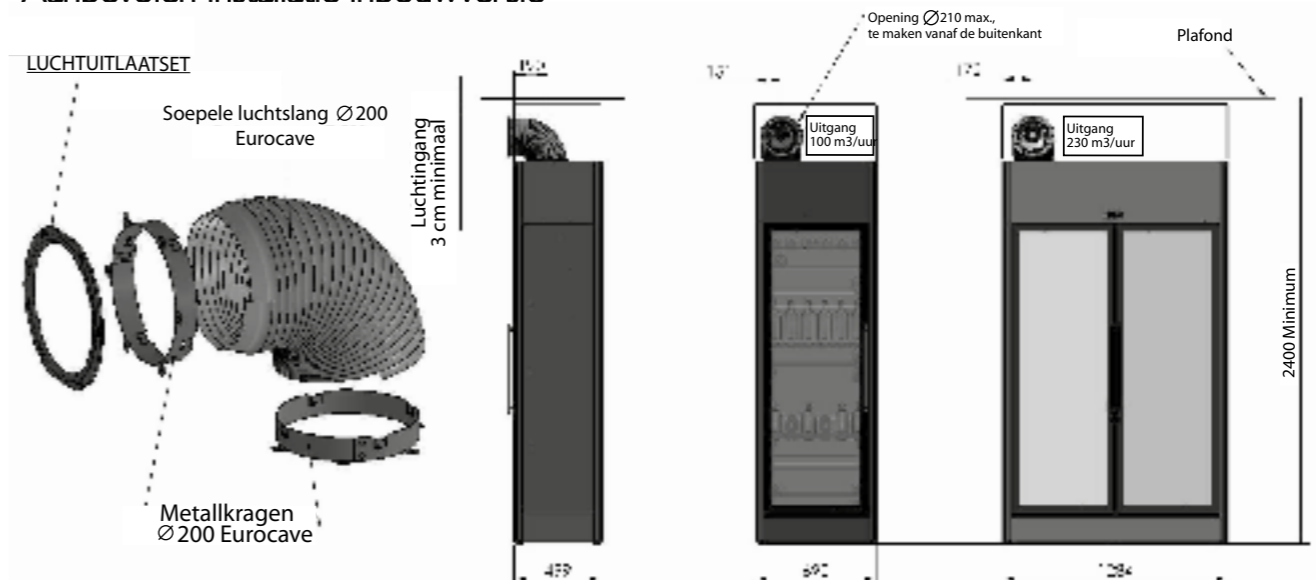 LUCHTUITLAATSET
Soepele luchtslang ∅200
Eurocave
Metallkragen
∅200 Eurocave
Luchtingang
3 cm minimaal
Opening ∅210 max.,
te maken vanaf de buitenkant
Uitgang
100 m3/uur
Plafond
Uitgang
230 m3/uur
2400 Minimum